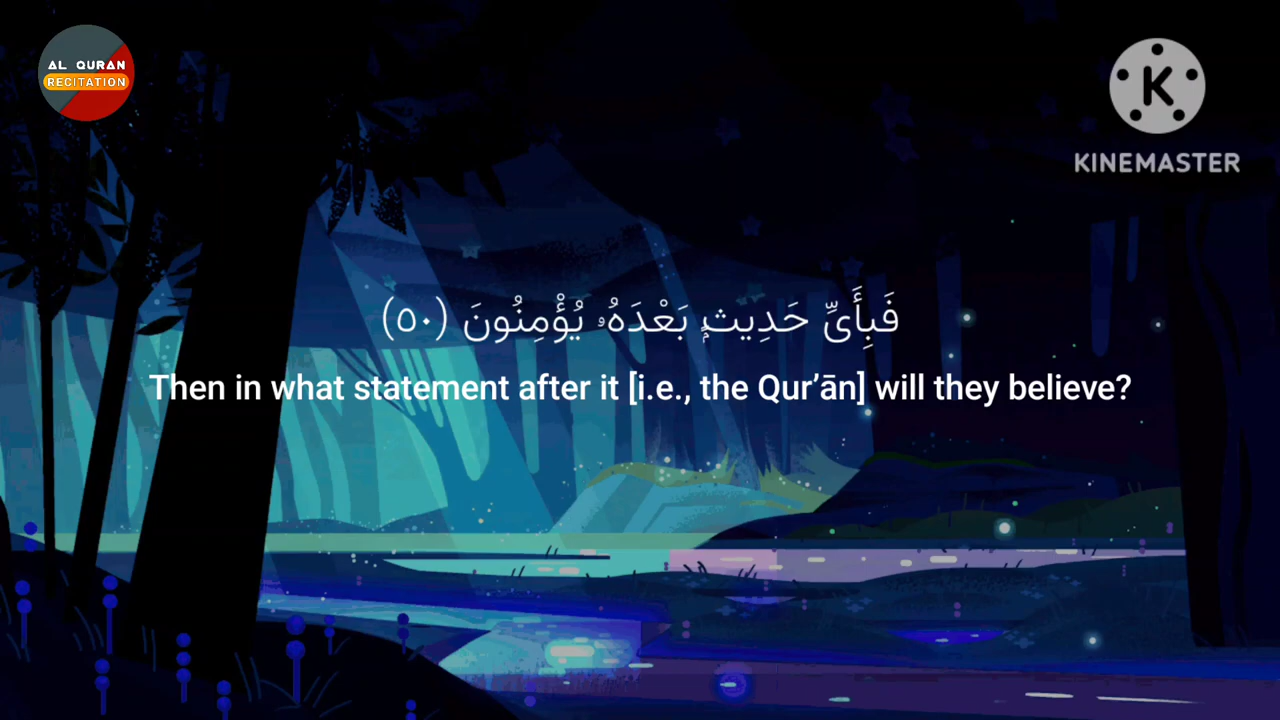 AL QURAN
RECITATION
K
KINEMASTER
فَبِأَىِّ حَدِيثٍۭ بَعْدَهُۥ يُؤْمِنُونَ (٥٠)
Then in what statement after it [i.e., the Qur’ān] will they believe?